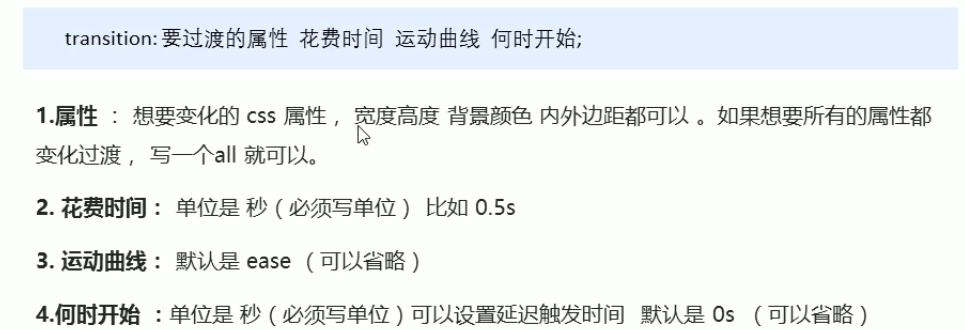 transition: 要过渡的属性 花费时间 运动曲线 何时开始;
1.属性 ： 想要变化的 css 属性， 宽度高度 背景颜色 内外边距都可以 。如果想要所有的属性都
变化过渡， 写一个all 就可以。
2. 花费时间： 单位是 秒（必须写单位） 比如 0.5s
3. 运动曲线： 默认是 ease （可以省略）
4.何时开始 ：单位是 秒（必须写单位）可以设置延迟触发时间 默认是 0s （可以省略）